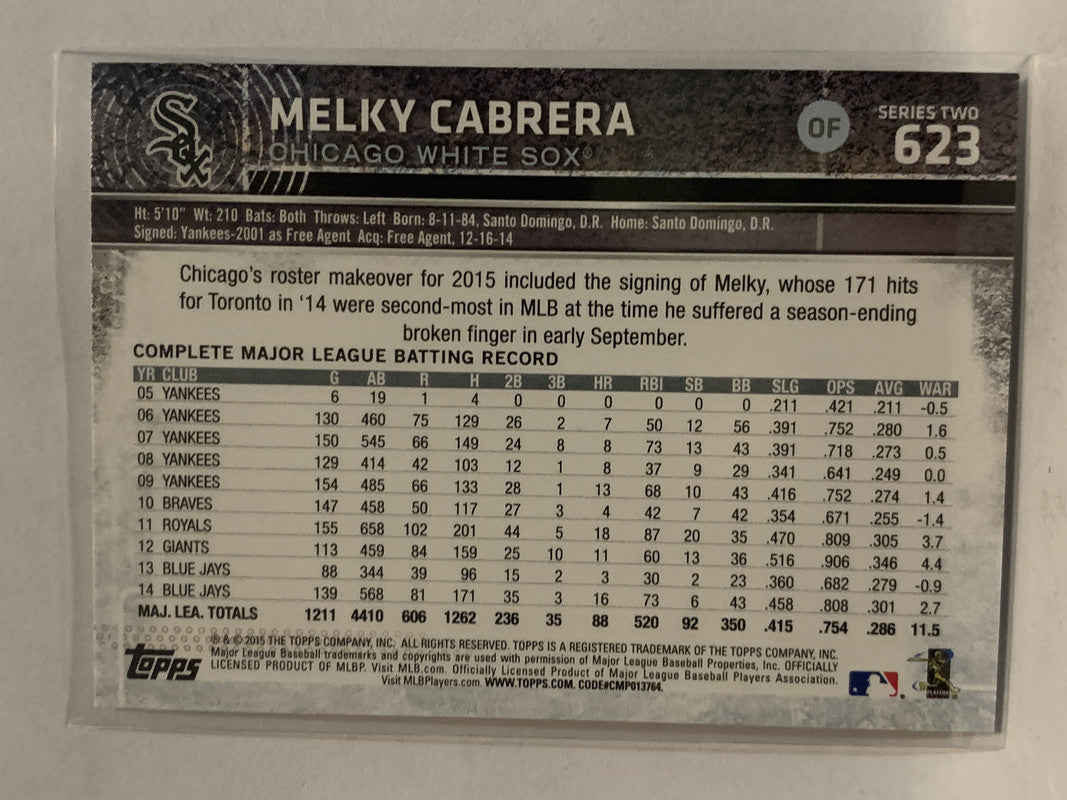 Sox
MELKY CABRERA
CHICAGO WHITE SOX®
OF
SERIES TWO
623
Ht: 5'10" Wt: 210 Bats: Both Throws: Left Born: 8-11-84, Santo Domingo, D.R. Home: Santo Domingo, D.R.
Signed: Yankees-2001 as Free Agent Acq: Free Agent, 12-16-14
Chicago's roster makeover for 2015 included the signing of Melky, whose 171 hits
for Toronto in '14 were second-most in MLB at the time he suffered a season-ending
broken finger in early September.
COMPLETE MAJOR LEAGUE BATTING RECORD
YR CLUB G AB R H 2B 3B HR RBI SB BB SLG OPS AVG WAR
05 YANKEES 6 19 1 4 0 0 0 0 0 0 .211 .421 .211 -0.5
06 YANKEES 130 460 75 129 26 2 7 50 12 56 .391 .752 .280 1.6
07 YANKEES 150 545 66 149 24 8 8 73 13 43 .391 .718 .273 0.5
08 YANKEES 129 414 42 103 12 1 8 37 9 29 .341 .641 .249 0.0
09 YANKEES 154 485 66 133 28 1 13 68 10 43 .416 .752 .274 1.4
10 BRAVES 147 458 50 117 27 3 4 42 7 42 .354 .671 .255 -1.4
11 ROYALS 155 658 102 201 44 5 18 87 20 35 .470 .809 .305 3.7
12 GIANTS 113 459 84 159 25 10 11 60 13 36 .516 .906 .346 4.4
13 BLUE JAYS 88 344 39 96 15 2 3 30 2 23 .360 .682 .279 -0.9
14 BLUE JAYS 139 568 81 171 35 3 16 73 6 43 .458 .808 .301 2.7
MAJ. LEA. TOTALS 1211 4410 606 1262 236 35 88 520 92 350 .415 .754 .286 11.5
topps
® & © 2015 THE TOPPS COMPANY, INC. ALL RIGHTS RESERVED. TOPPS IS A REGISTERED TRADEMARK OF THE TOPPS COMPANY, INC.
Major League Baseball trademarks and copyrights are used with permission of Major League Baseball Properties, Inc. OFFICIALLY
LICENSED PRODUCT OF MLBP. Visit MLB.com. Officially Licensed Product of Major League Baseball Players Association.
Visit MLBPlayers.com. WWW.TOPPS.COM. CODE#CMP013764.